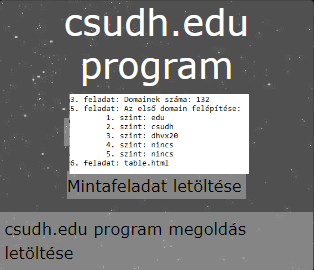 csudh.edu
program
3. feladat: Domainek száma: 132
5. feladat: Az első domain felépítése:
1. szint: edu
2. szint: csudh
3. szint: dhvx20
4. szint: nincs
5. szint: nincs
6. feladat: table.html
Mintafeladat letöltése
csudh.edu program megoldás
letöltése